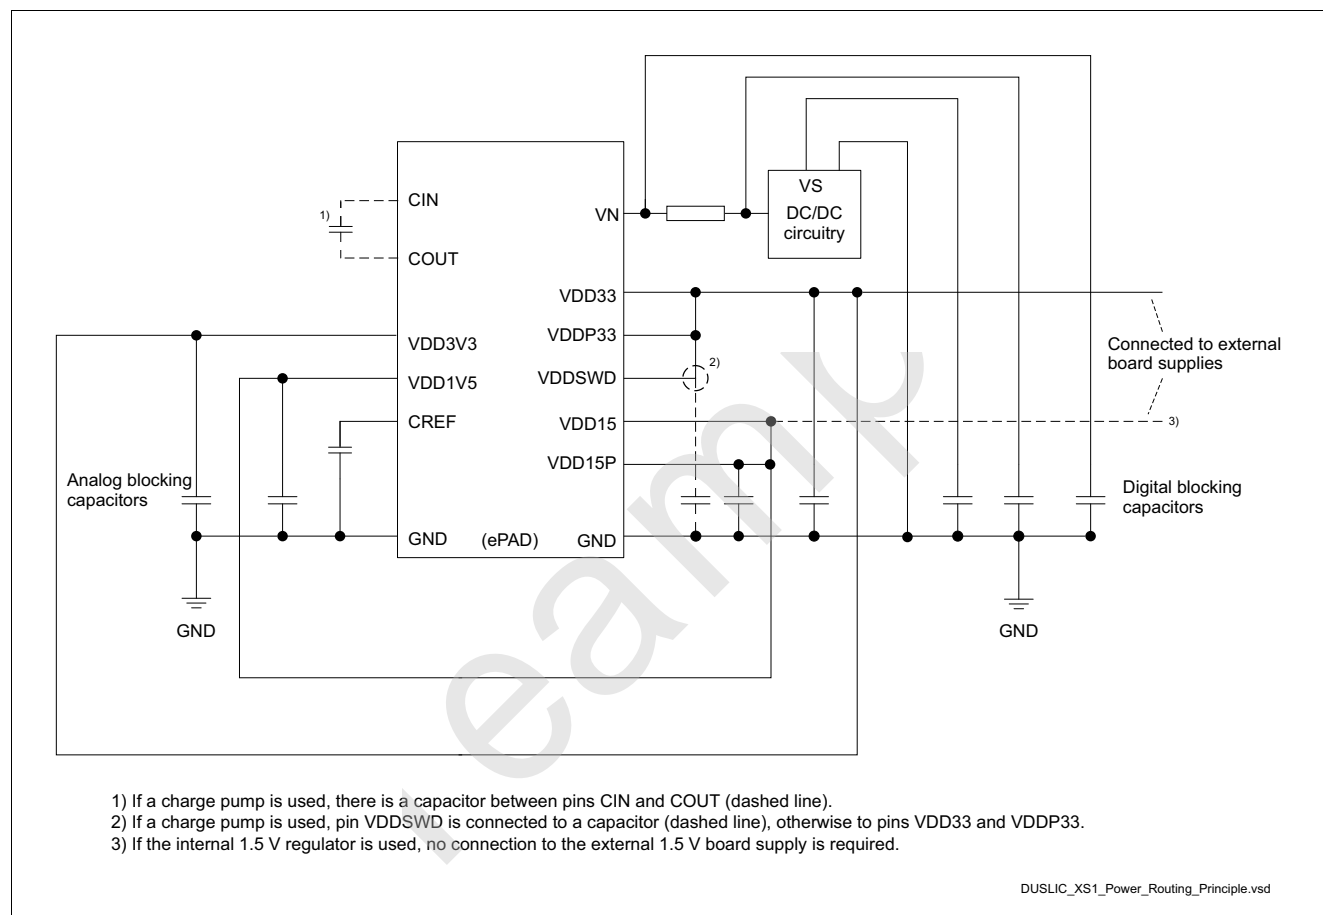 CIN
1)
COUT
VDD3V3
VDD1V5
CREF
GND
(ePAD)
VN
VDD33
VDDP33
VDDSWD
2)
VDD15
VDD15P
GND
VS
DC/DC
circuitry
Connected to external
board supplies
3)
Analog blocking
capacitors
Digital blocking
capacitors
GND
GND
1) If a charge pump is used, there is a capacitor between pins CIN and COUT (dashed line).
2) If a charge pump is used, pin VDDSWD is connected to a capacitor (dashed line), otherwise to pins VDD33 and VDDP33.
3) If the internal 1.5 V regulator is used, no connection to the external 1.5 V board supply is required.
DUSLIC_XS1_Power_Routing_Principle.vsd